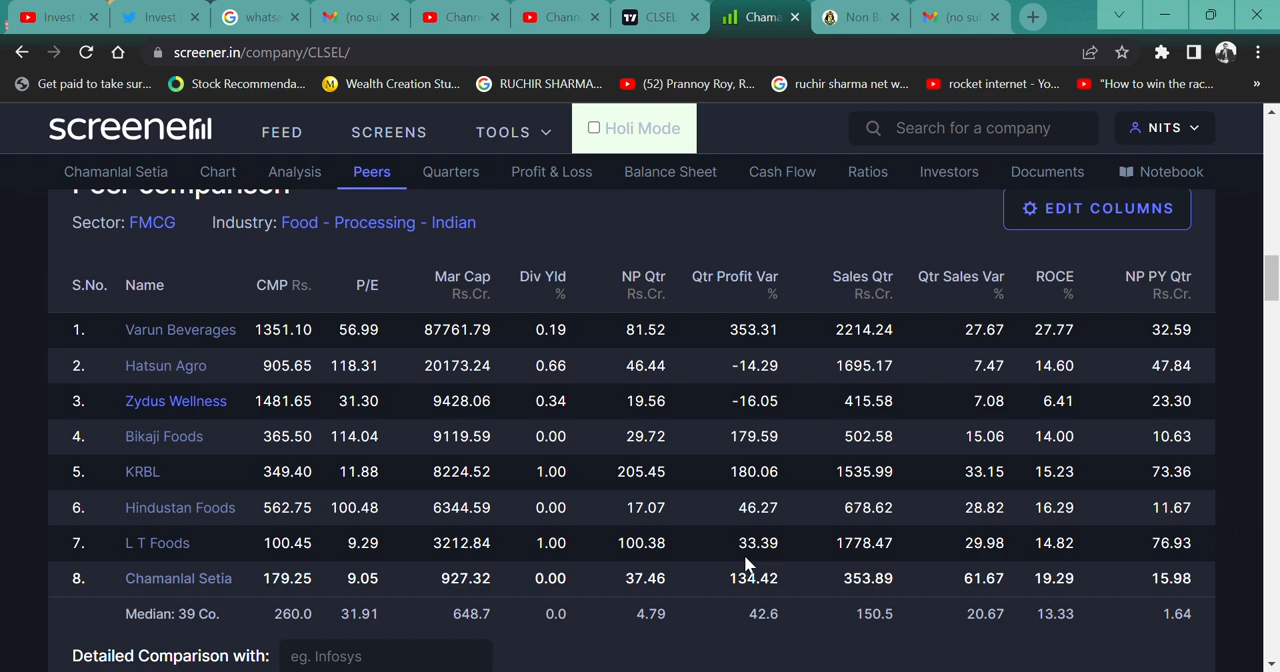 Invest
Invest
whats
(no su
Chann
Chann
CLSEL
Chama
Non B
(no su
screener.in/company/CLSEL/
Get paid to take sur...
Stock Recommenda...
Wealth Creation Stu...
RUCHIR SHARMA...
(52) Prannoy Roy, R...
ruchir sharma net w...
rocket internet - Yo...
"How to win the rac...
»
screener
FEED
SCREENS
TOOLS
Holi Mode
Search for a company
NITS
Chamanlal Setia
Chart
Analysis
Peers
Quarters
Profit & Loss
Balance Sheet
Cash Flow
Ratios
Investors
Documents
Notebook
Peer comparison
Sector: FMCG Industry: Food - Processing - Indian
EDIT COLUMNS
S.No. Name CMP Rs. P/E Mar Cap Rs.Cr. Div Yld % NP Qtr Rs.Cr. Qtr Profit Var % Sales Qtr Rs.Cr. Qtr Sales Var % ROCE % NP PY Qtr Rs.Cr.
1. Varun Beverages 1351.10 56.99 87761.79 0.19 81.52 353.31 2214.24 27.67 27.77 32.59
2. Hatsun Agro 905.65 118.31 20173.24 0.66 46.44 -14.29 1695.17 7.47 14.60 47.84
3. Zydus Wellness 1481.65 31.30 9428.06 0.34 19.56 -16.05 415.58 7.08 6.41 23.30
4. Bikaji Foods 365.50 114.04 9119.59 0.00 29.72 179.59 502.58 15.06 14.00 10.63
5. KRBL 349.40 11.88 8224.52 1.00 205.45 180.06 1535.99 33.15 15.23 73.36
6. Hindustan Foods 562.75 100.48 6344.59 0.00 17.07 46.27 678.62 28.82 16.29 11.67
7. L T Foods 100.45 9.29 3212.84 1.00 100.38 33.39 1778.47 29.98 14.82 76.93
8. Chamanlal Setia 179.25 9.05 927.32 0.00 37.46 134.42 353.89 61.67 19.29 15.98
Median: 39 Co. 260.0 31.91 648.7 0.0 4.79 42.6 150.5 20.67 13.33 1.64
Detailed Comparison with: eg. Infosys